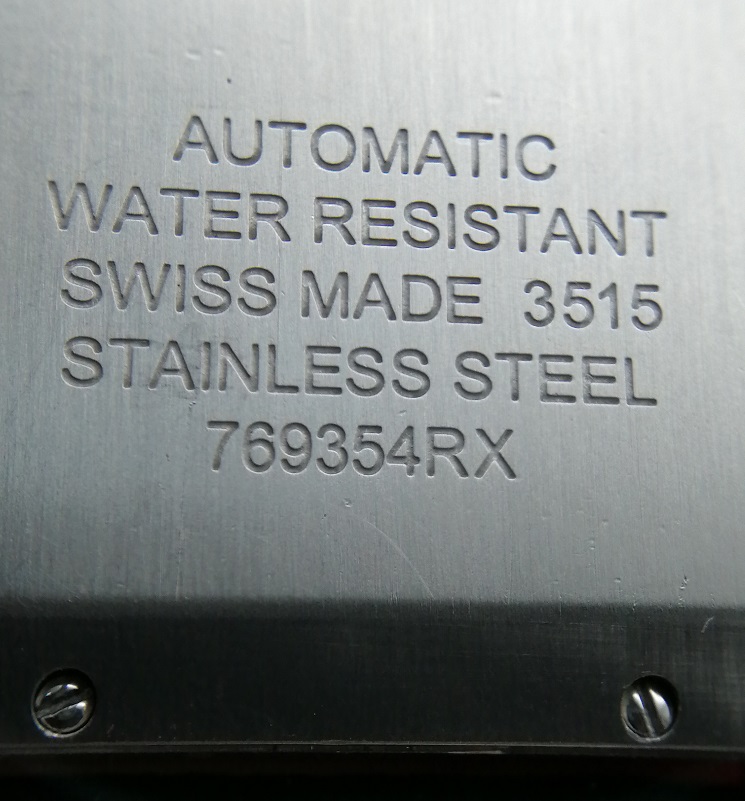 AUTOMATIC
WATER RESISTANT
SWISS MADE 3515
STAINLESS STEEL
769354RX